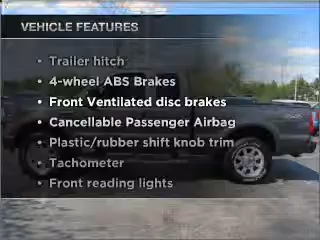 VEHICLE FEATURES
• Trailer hitch
• 4-wheel ABS Brakes
• Front Ventilated disc brakes
• Cancellable Passenger Airbag
• Plastic/rubber shift knob trim
• Tachometer
• Front reading lights